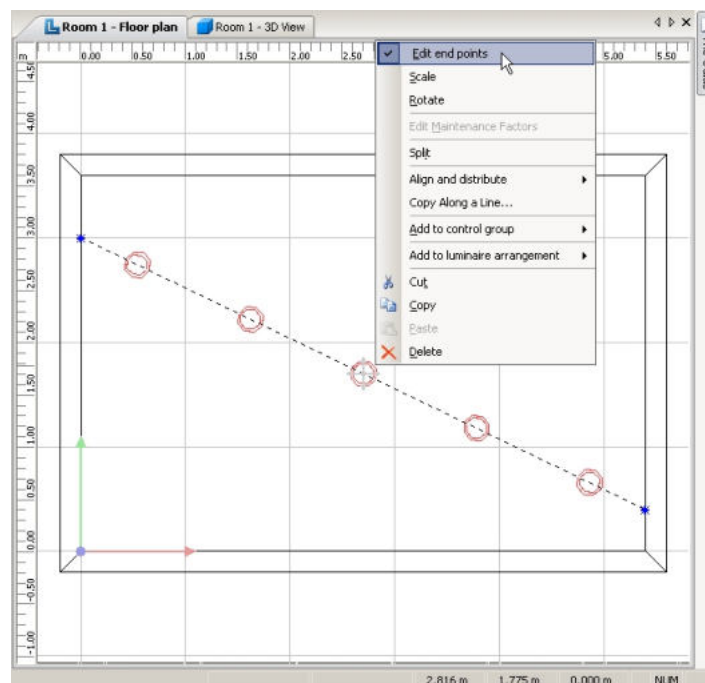 Room 1 - Floor plan
Room 1 - 3D View
m
0.00 0.50 1.00 1.50 2.00 2.50 5.00 5.50
4.00
3.50
3.00
2.50
2.00
1.50
1.00
0.50
0.00
-0.50
-1.00
Edit end points
Scale
Rotate
Edit Maintenance Factors
Split
Align and distribute
Copy Along a Line...
Add to control group
Add to luminaire arrangement
Cut
Copy
Paste
Delete
2.816 m 1.775 m 0.000 m NUM